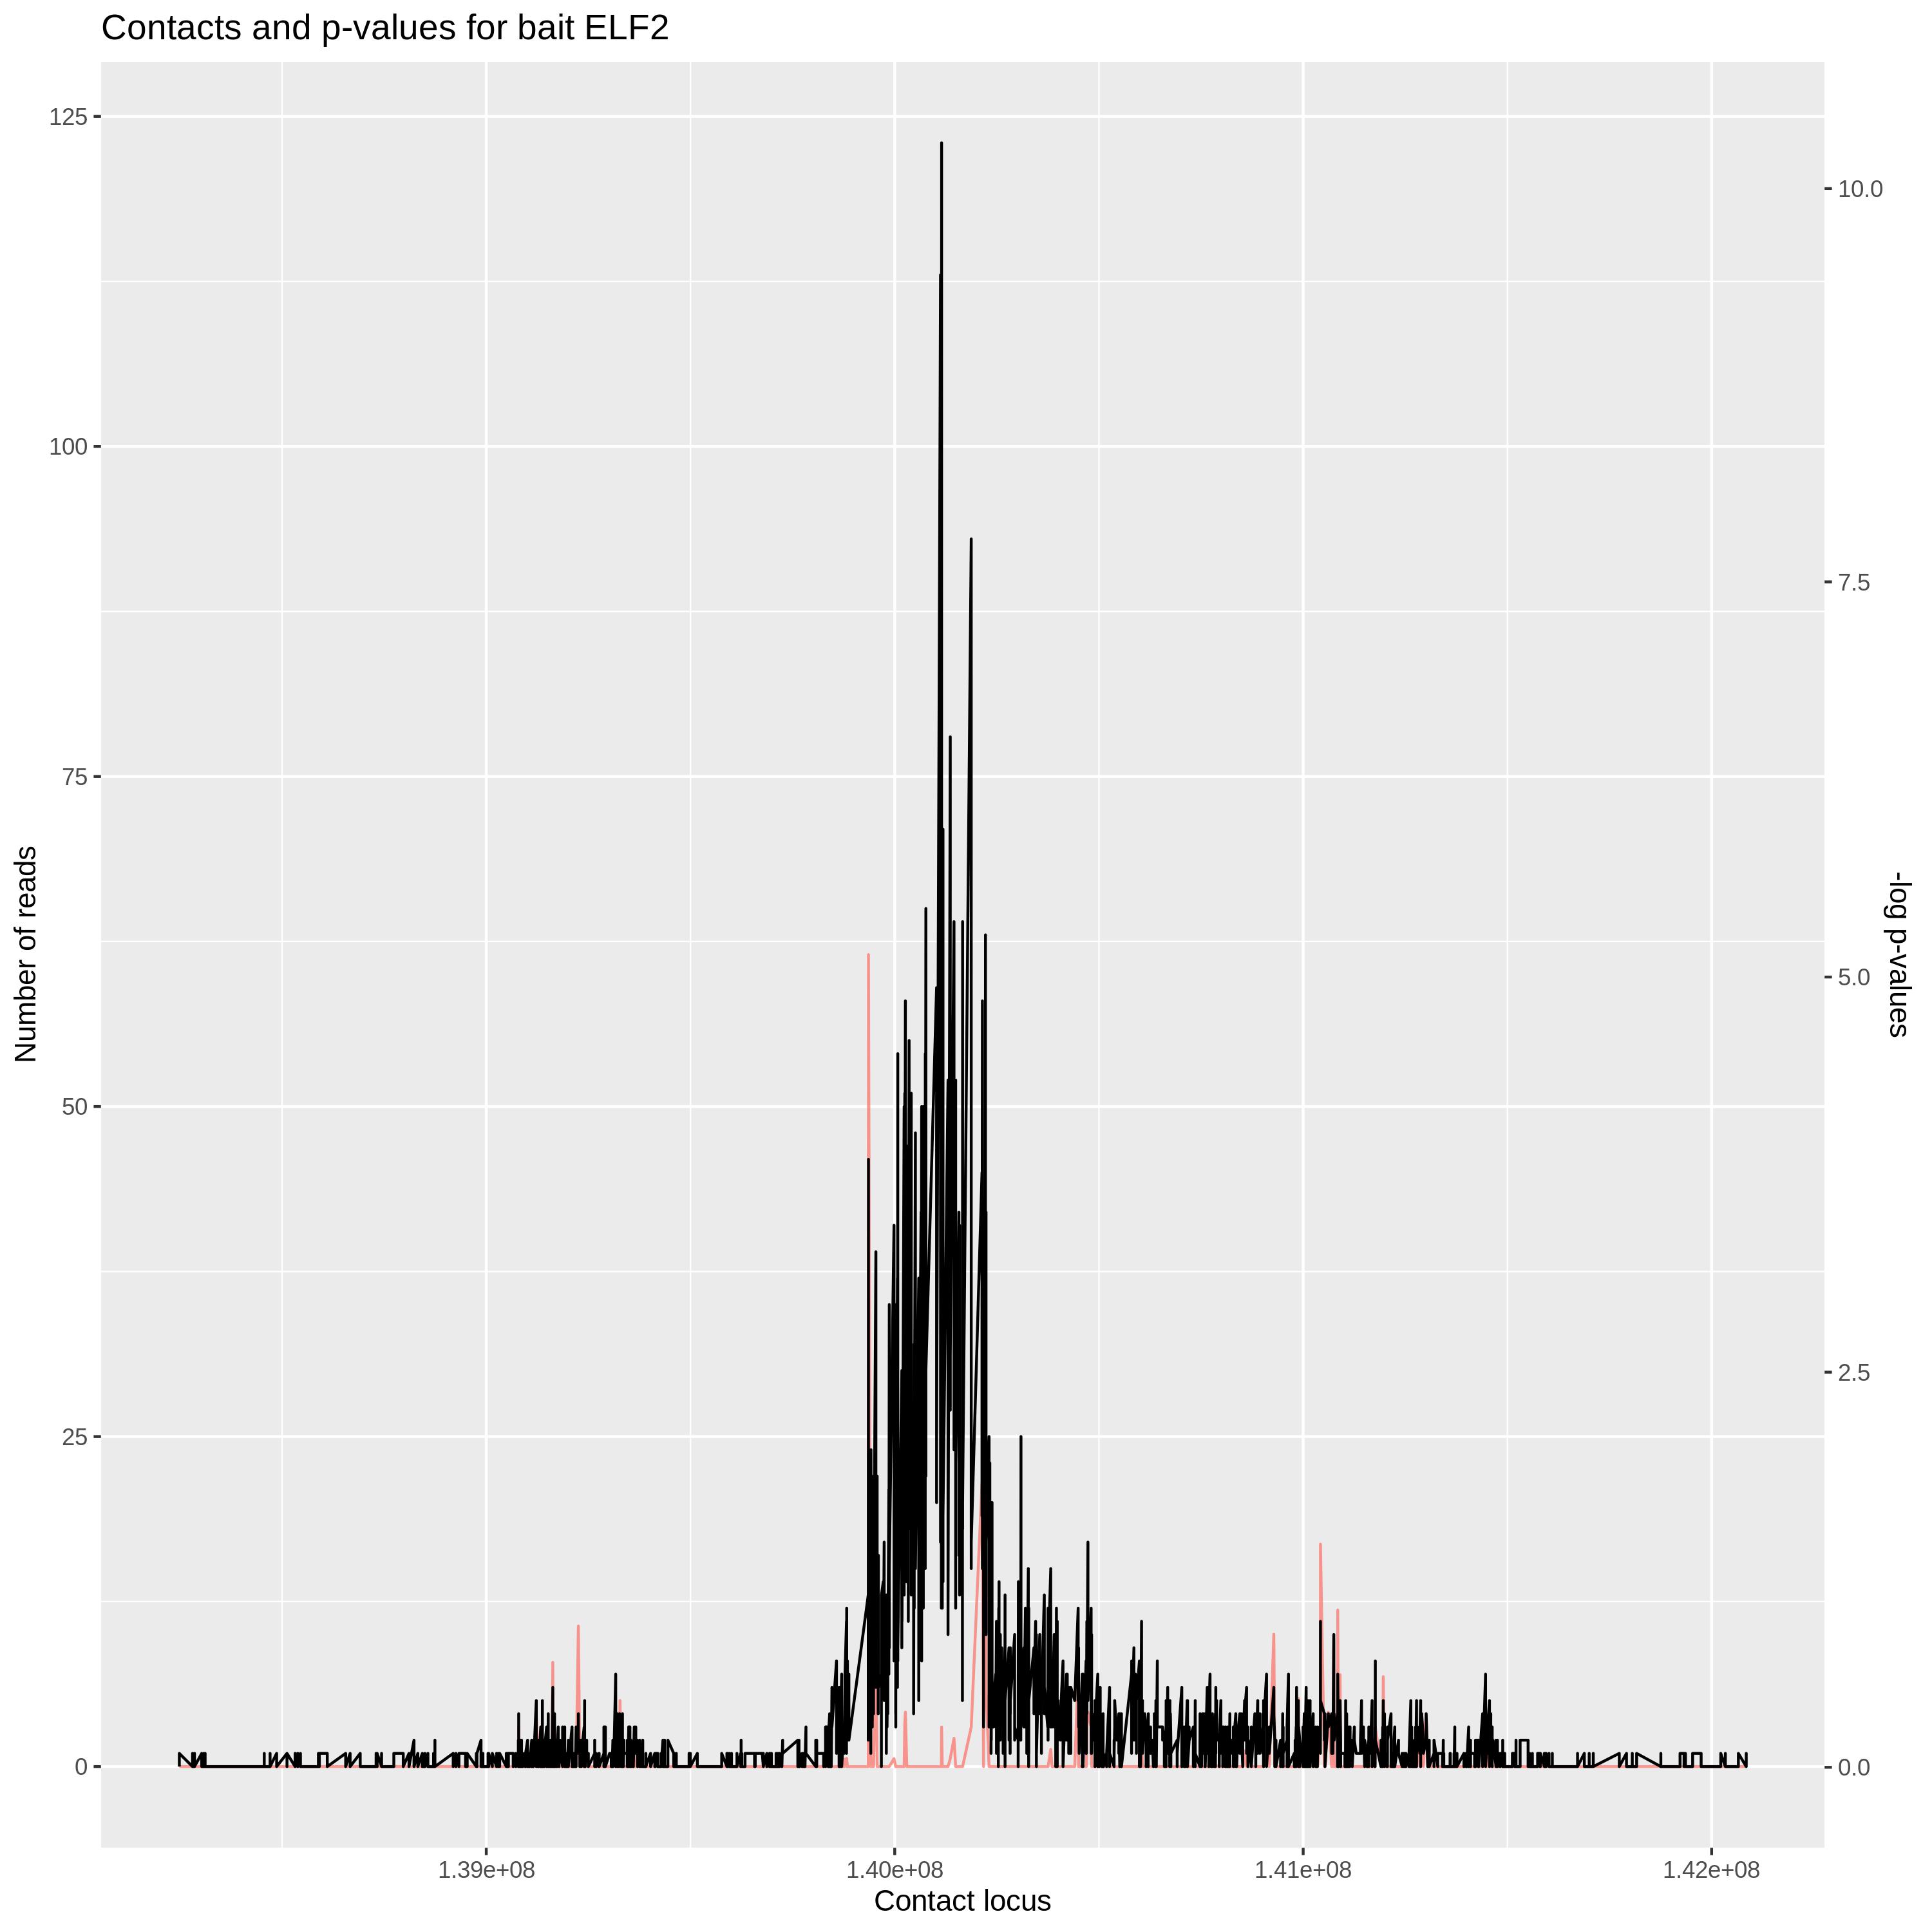 Contacts and p-values for bait ELF2
125
100
75
50
25
0
Number of reads
10.0
7.5
5.0
2.5
0.0
-log p-values
1.39e+08
1.40e+08
1.41e+08
1.42e+08
Contact locus